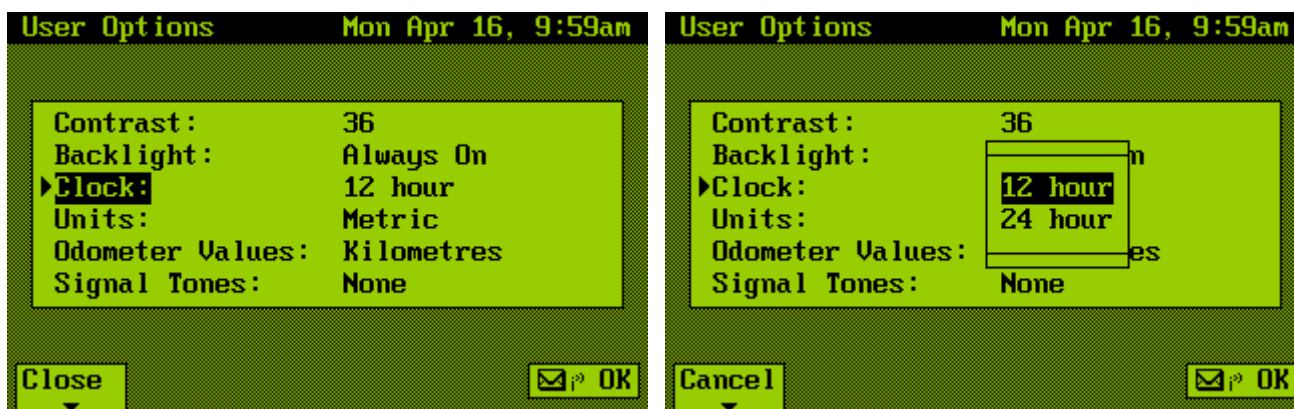 User Options Mon Apr 16, 9:59am
Contrast: 36
Backlight: Always On
Clock: 12 hour
Units: Metric
Odometer Values: Kilometres
Signal Tones: None
Close OK
User Options Mon Apr 16, 9:59am
Contrast: 36
Backlight: n
Clock: 12 hour
Units: 24 hour
Odometer Values: es
Signal Tones: None
Cancel OK